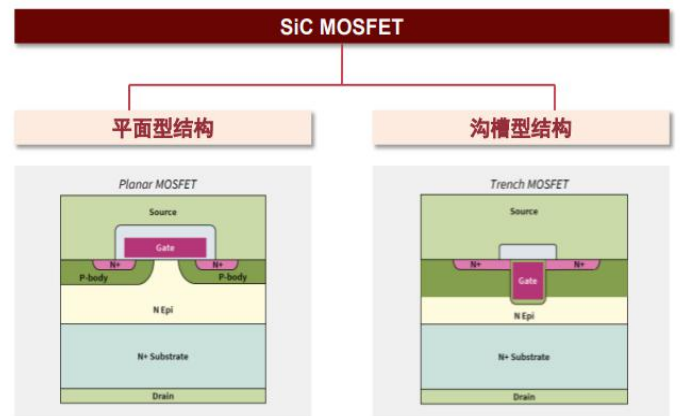 SiC MOSFET
平面型结构
沟槽型结构
Planar MOSFET
Source
Gate
N+
N+
P-body
P-body
N Epi
N+ Substrate
Drain
Trench MOSFET
Source
N+
N+
Gate
N Epi
N+ Substrate
Drain